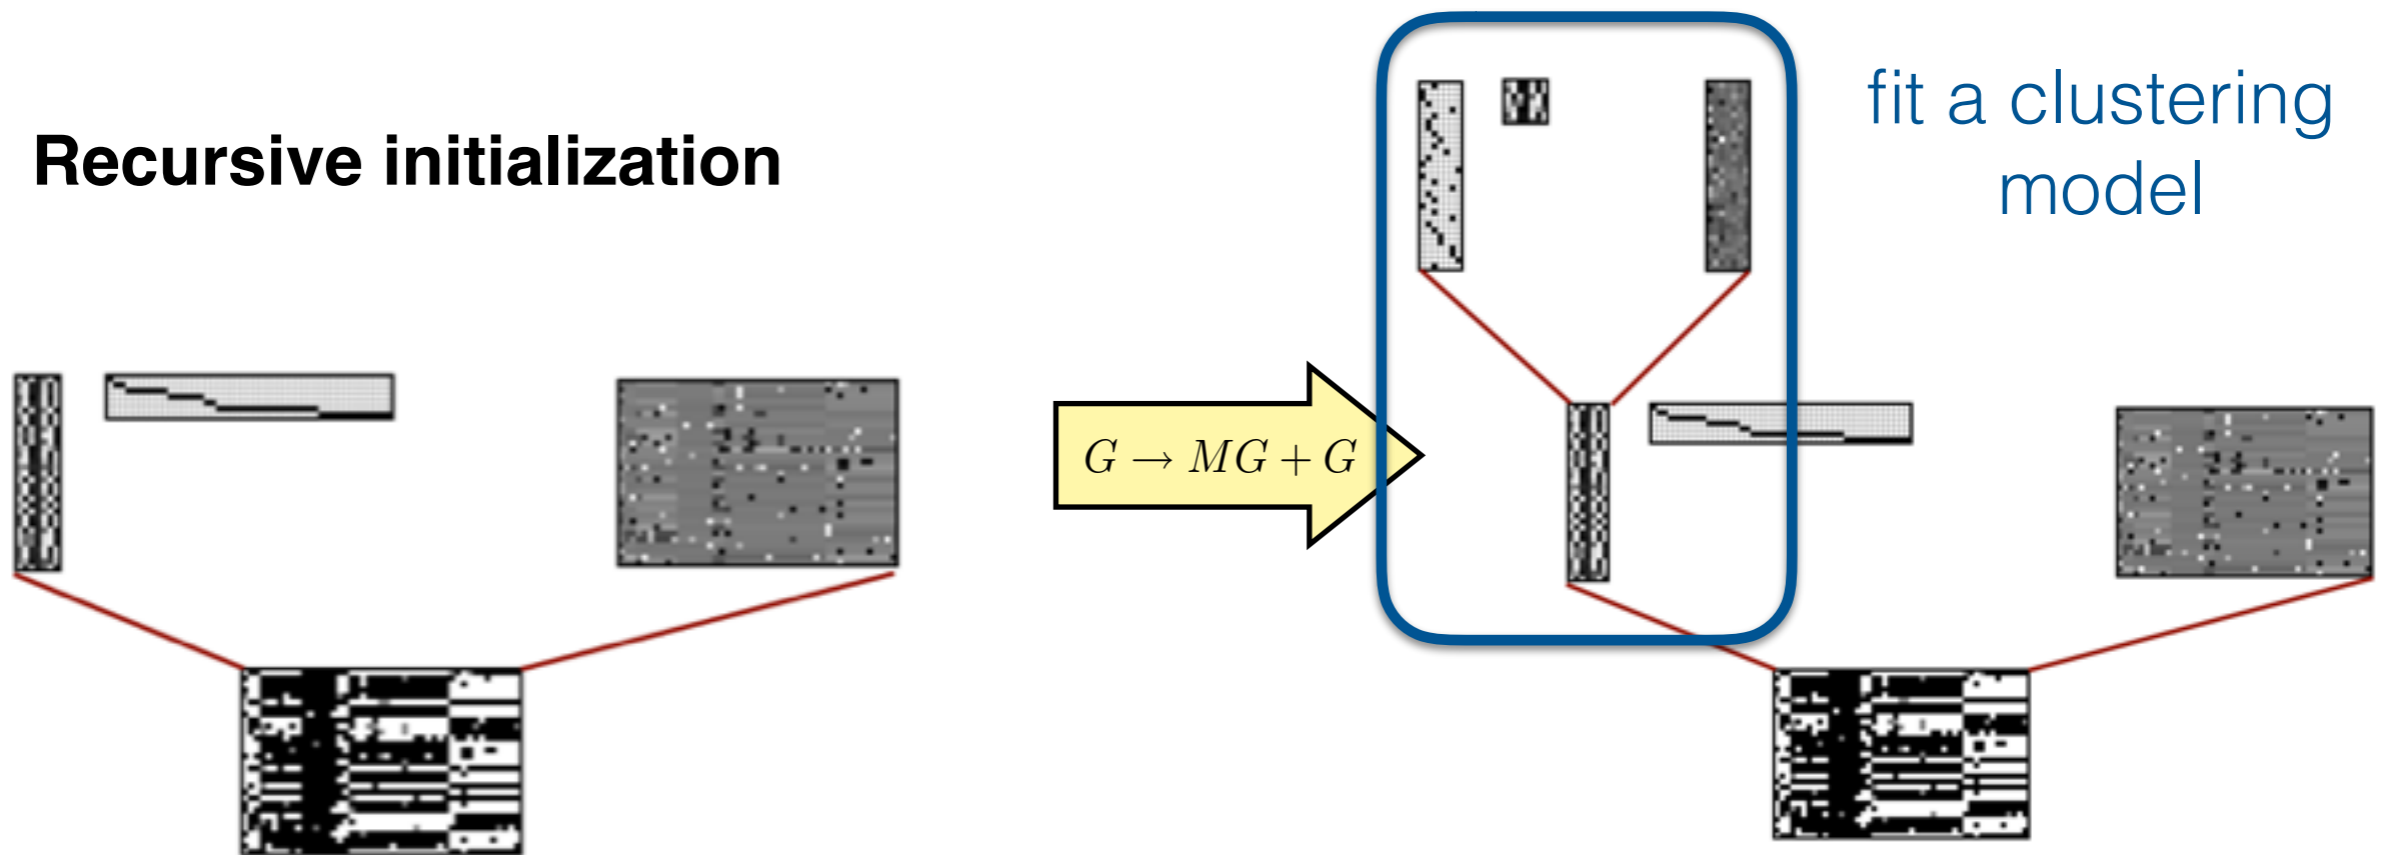 Recursive initialization
fit a clustering
model
G → MG + G